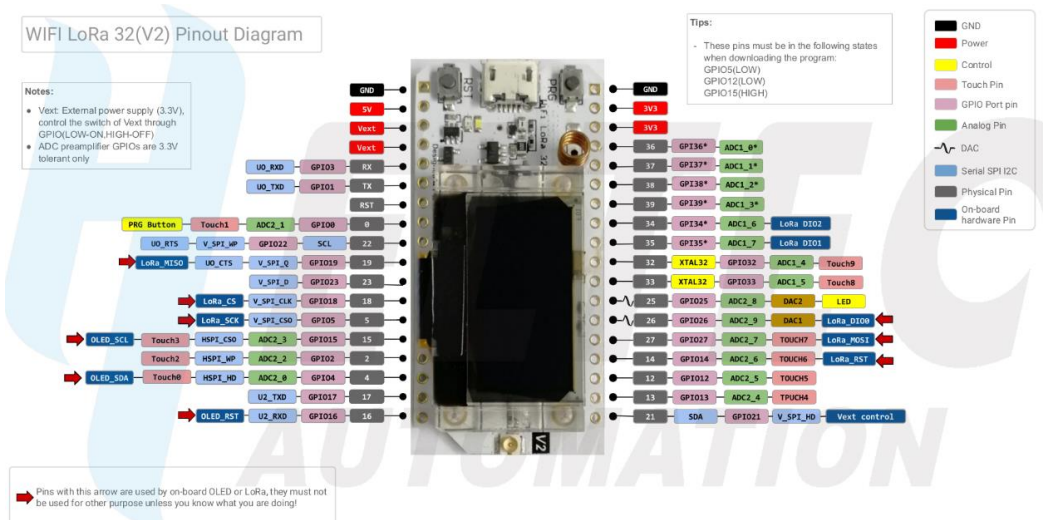 WIFI LoRa 32(V2) Pinout Diagram
Notes:
Vext: External power supply (3.3V),
control the switch of Vext through
GPIO(LOW-ON,HIGH-OFF)
ADC preamplifier GPIOs are 3.3V
tolerant only
Tips:
- These pins must be in the following states
when downloading the program:
GPIO5(LOW)
GPIO12(LOW)
GPIO15(HIGH)
GND
Power
Control
Touch Pin
GPIO Port pin
Analog Pin
DAC
Serial SPI I2C
Physical Pin
On-board
hardware Pin
GND
5V
Vext
Vext
U0_RXD GPIO3 RX
U0_TXD GPIO1 TX
RST
PRG Button Touch1 ADC2_1 GPIO0 0
U0_RTS V_SPI_WP GPIO22 SCL 22
LoRa_MISO U0_CTS V_SPI_Q GPIO19 19
V_SPI_D GPIO23 23
LoRa_CS V_SPI_CLK GPIO18 18
LoRa_SCK V_SPI_CS0 GPIO5 5
OLED_SCL Touch3 HSPI_CS0 ADC2_3 GPIO15 15
Touch2 HSPI_WP ADC2_2 GPIO2 2
OLED_SDA Touch0 HSPI_HD ADC2_0 GPIO4 4
U2_TXD GPIO17 17
OLED_RST U2_RXD GPIO16 16
RST
PRG
WiFi LoRa 32
V2
GND
3V3
3V3
36 GPI36* ADC1_0*
37 GPI37* ADC1_1*
38 GPI38* ADC1_2*
39 GPI39* ADC1_3*
34 GPI34* ADC1_6 LoRa DIO2
35 GPI35* ADC1_7 LoRa DIO1
32 XTAL32 GPIO32 ADC1_4 Touch9
33 XTAL32 GPIO33 ADC1_5 Touch8
25 GPIO25 ADC2_8 DAC2 LED
26 GPIO26 ADC2_9 DAC1 LoRa_DIO0
27 GPIO27 ADC2_7 TOUCH7 LoRa_MOSI
14 GPIO14 ADC2_6 TOUCH6 LoRa_RST
12 GPIO12 ADC2_5 TOUCH5
13 GPIO13 ADC2_4 TPUCH4
21 SDA GPIO21 V_SPI_HD Vext control
AUTOMATION
Pins with this arrow are used by on-board OLED or LoRa, they must not
be used for other purpose unless you know what you are doing!